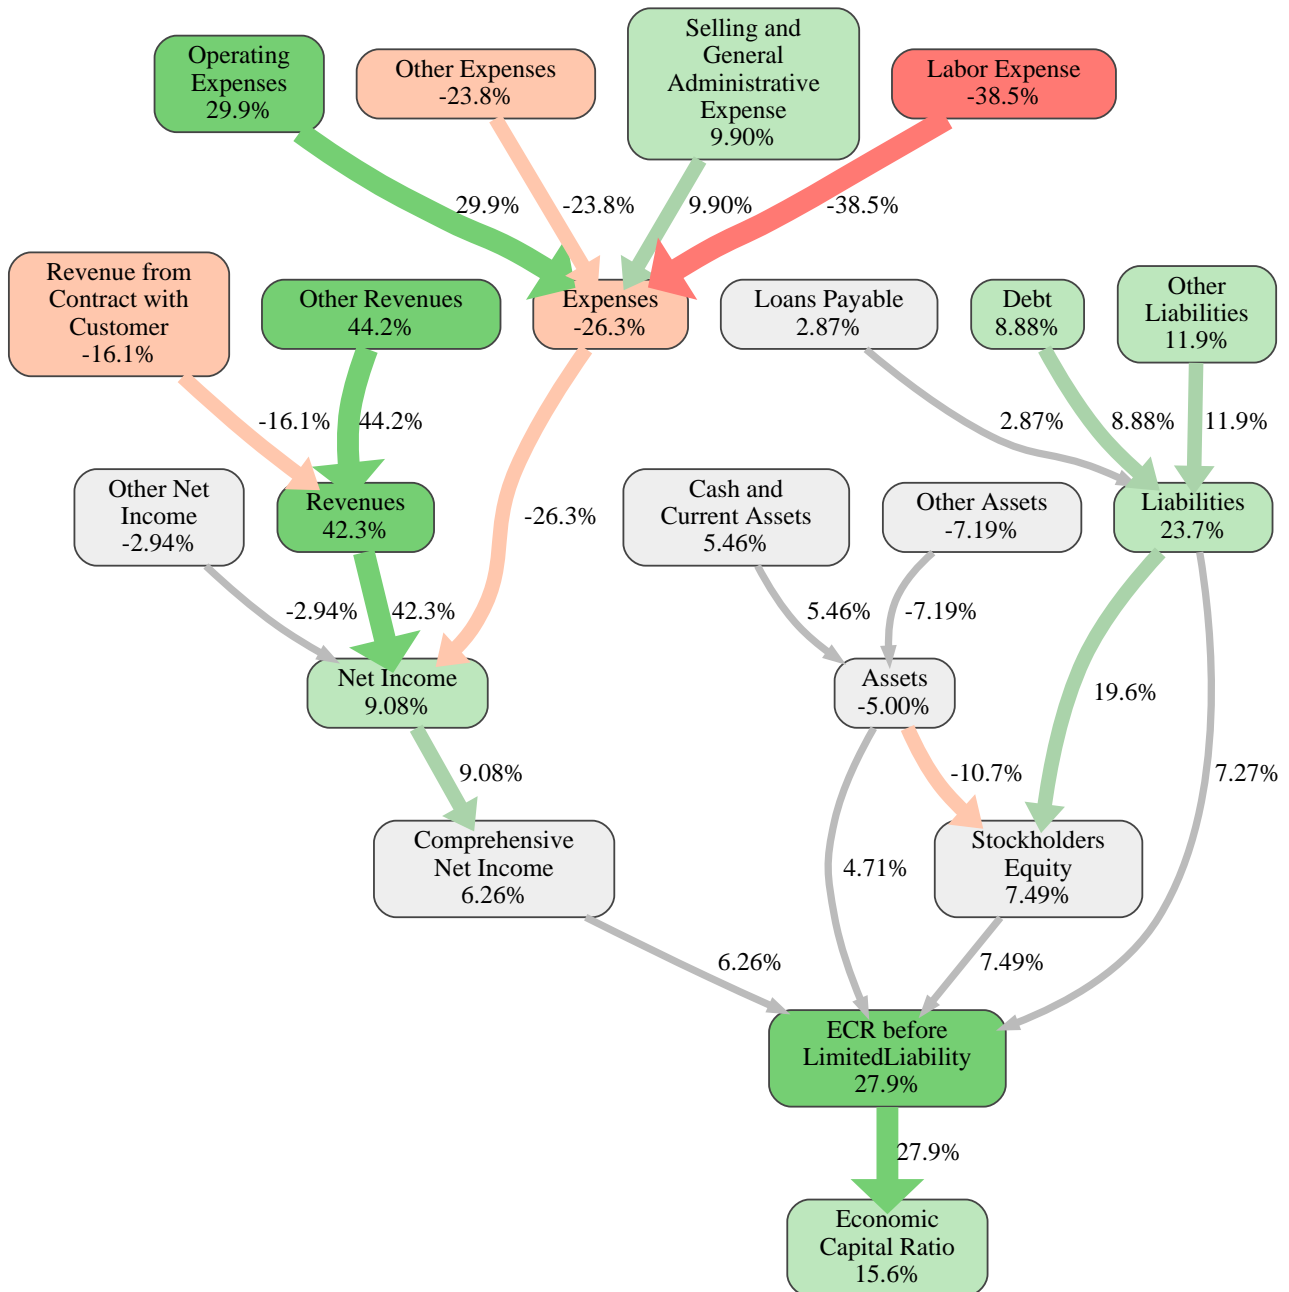 Operating
Expenses
29.9%
Other Expenses
-23.8%
Selling and
General
Administrative
Expense
9.90%
Labor Expense
-38.5%
29.9%
-23.8%
9.90%
-38.5%
Revenue from
Contract with
Customer
-16.1%
Other Revenues
44.2%
Expenses
-26.3%
Loans Payable
2.87%
Debt
8.88%
Other
Liabilities
11.9%
-16.1%
44.2%
-26.3%
2.87%
8.88%
11.9%
Other Net
Income
-2.94%
Revenues
42.3%
Cash and
Current Assets
5.46%
Other Assets
-7.19%
Liabilities
23.7%
-2.94%
42.3%
5.46%
-7.19%
19.6%
7.27%
Net Income
9.08%
Assets
-5.00%
9.08%
-10.7%
4.71%
Comprehensive
Net Income
6.26%
Stockholders
Equity
7.49%
6.26%
7.49%
ECR before
LimitedLiability
27.9%
27.9%
Economic
Capital Ratio
15.6%